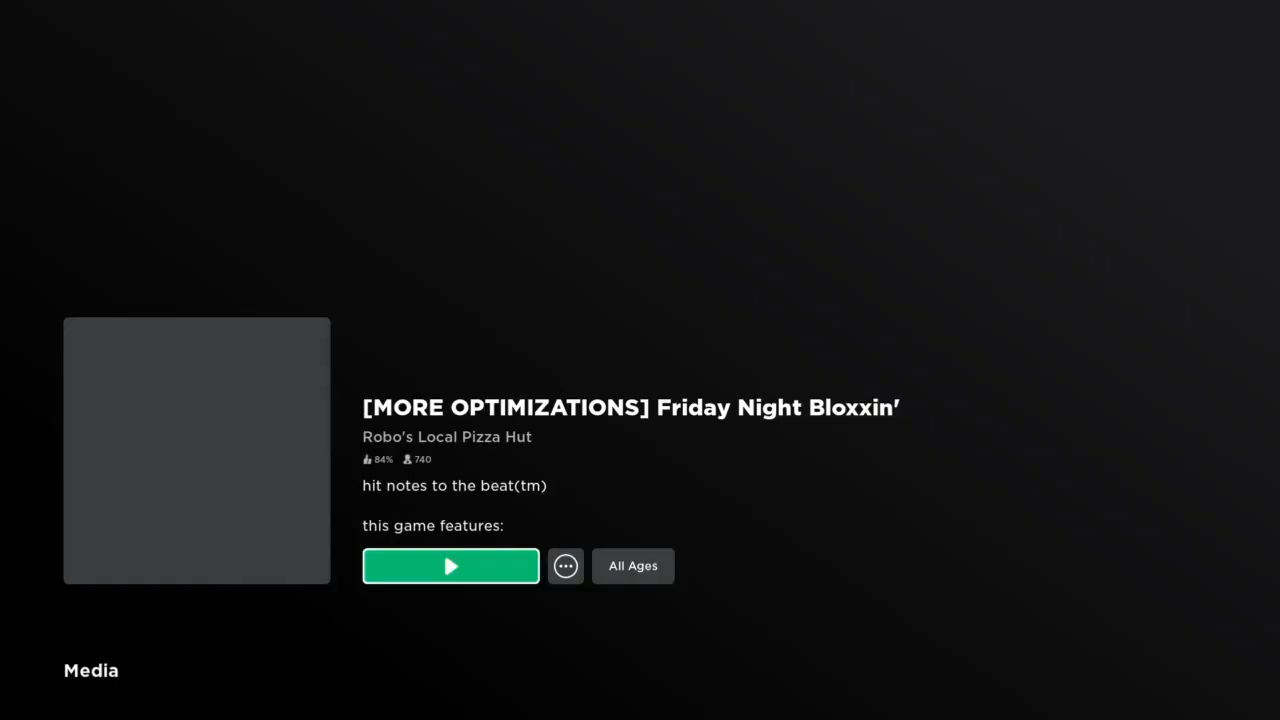 [MORE OPTIMIZATIONS] Friday Night Bloxxin'
Robo's Local Pizza Hut
84% 740
hit notes to the beat(tm)
this game features:
All Ages
Media